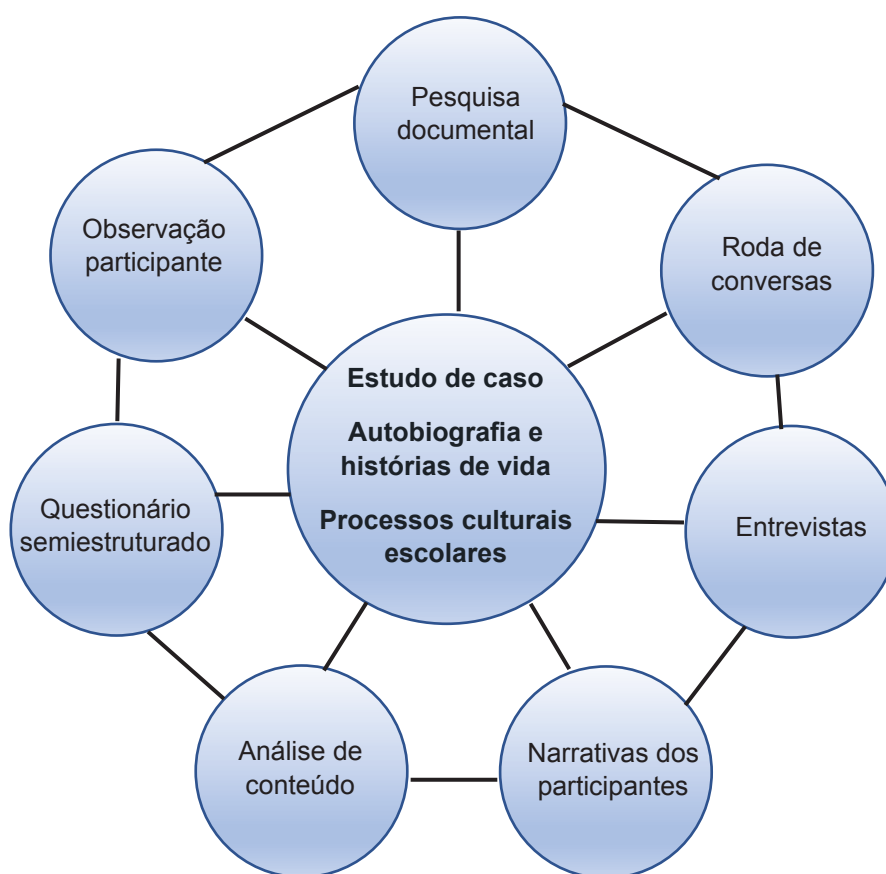 Pesquisa
documental
Observação
participante
Roda de
conversas
Estudo de caso
Autobiografia e
histórias de vida
Processos culturais
escolares
Questionário
semiestruturado
Entrevistas
Análise de
conteúdo
Narrativas dos
participantes